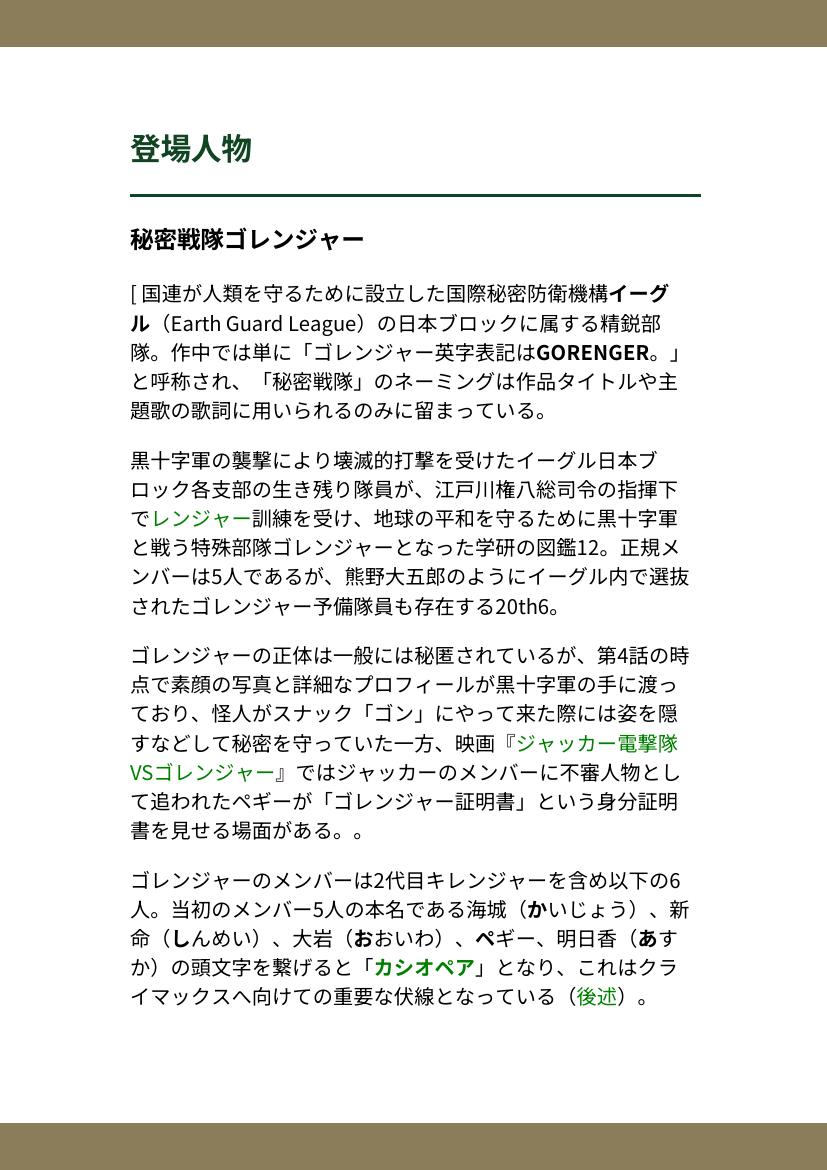 登場人物
秘密戦隊ゴレンジャー
[ 国連が人類を守るために設立した国際秘密防衛機構イーグ
ル（Earth Guard League）の日本ブロックに属する精鋭部
隊。作中では単に「ゴレンジャー英字表記はGORENGER。」
と呼称され、「秘密戦隊」のネーミングは作品タイトルや主
題歌の歌詞に用いられるのみに留まっている。
黒十字軍の襲撃により壊滅的打撃を受けたイーグル日本ブ
ロック各支部の生き残り隊員が、江戸川権八総司令の指揮下
でレンジャー訓練を受け、地球の平和を守るために黒十字軍
と戦う特殊部隊ゴレンジャーとなった学研の図鑑12。正規メ
ンバーは5人であるが、熊野大五郎のようにイーグル内で選抜
されたゴレンジャー予備隊員も存在する20th6。
ゴレンジャーの正体は一般には秘匿されているが、第4話の時
点で素顔の写真と詳細なプロフィールが黒十字軍の手に渡っ
ており、怪人がスナック「ゴン」にやって来た際には姿を隠
すなどして秘密を守っていた一方、映画『ジャッカー電撃隊
VSゴレンジャー』ではジャッカーのメンバーに不審人物とし
て追われたペギーが「ゴレンジャー証明書」という身分証明
書を見せる場面がある。。
ゴレンジャーのメンバーは2代目キレンジャーを含め以下の6
人。当初のメンバー5人の本名である海城（かいじょう）、新
命（しんめい）、大岩（おおいわ）、ペギー、明日香（あす
か）の頭文字を繋げると「カシオペア」となり、これはクラ
イマックスへ向けての重要な伏線となっている（後述）。